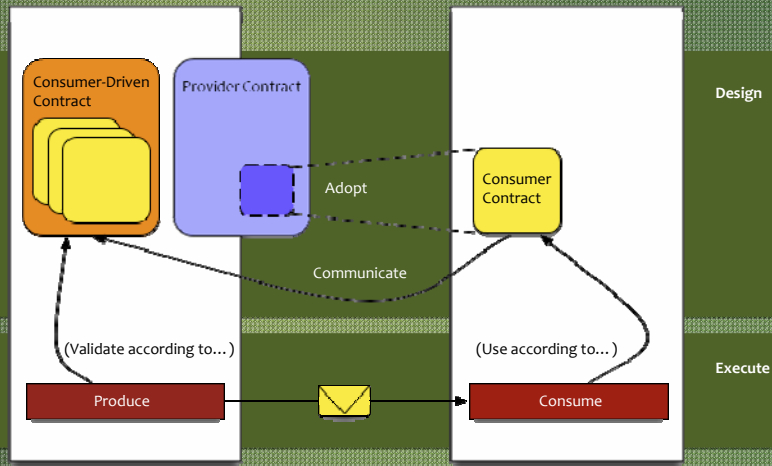 Consumer-Driven
Contract
Provider Contract
Design
Adopt
Consumer
Contract
Communicate
(Validate according to...)
(Use according to...)
Execute
Produce
Consume